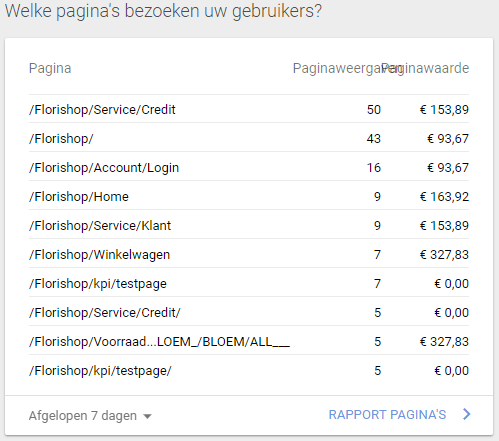 Welke pagina's bezoeken uw gebruikers?
Pagina Paginaweergaven Paginawaarde
/Florishop/Service/Credit 50 € 153,89
/Florishop/ 43 € 93,67
/Florishop/Account/Login 16 € 93,67
/Florishop/Home 9 € 163,92
/Florishop/Service/Klant 9 € 153,89
/Florishop/Winkelwagen 7 € 327,83
/Florishop/kpi/testpage 7 € 0,00
/Florishop/Service/Credit/ 5 € 0,00
/Florishop/Voorraad...LOEM_/BLOEM/ALL___ 5 € 327,83
/Florishop/kpi/testpage/ 5 € 0,00
Afgelopen 7 dagen RAPPORT PAGINA'S